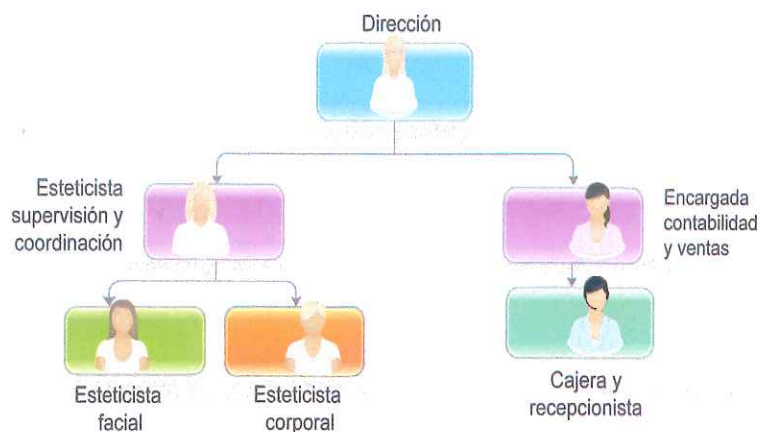 Dirección
Esteticista
supervisión y
coordinación
Encargada
contabilidad
y ventas
Esteticista
facial
Esteticista
corporal
Cajera y
recepcionista